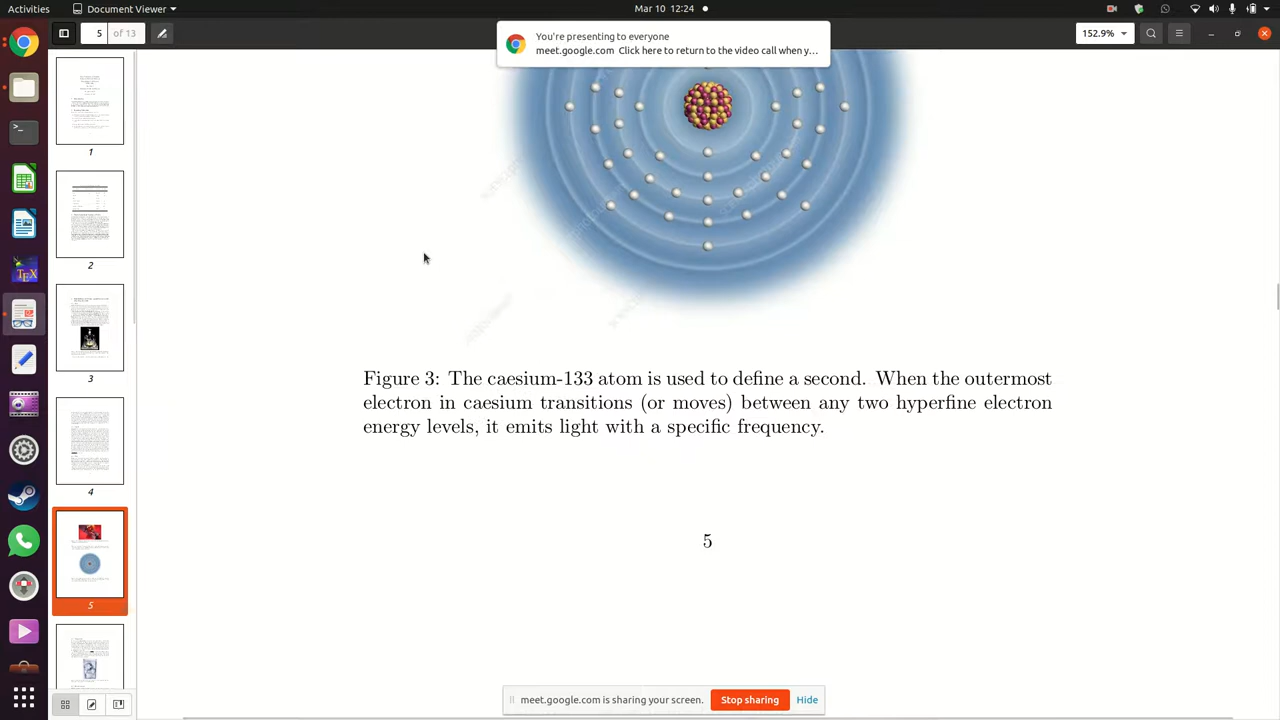 Activities
Document Viewer
Mar 10 12:24
5 of 13
152.9%
You're presenting to everyone
meet.google.com Click here to return to the video call when y...
1
2
3
4
5
Figure 3: The caesium-133 atom is used to define a second. When the outermost
electron in caesium transitions (or moves) between any two hyperfine electron
energy levels, it emits light with a specific frequency.
5
meet.google.com is sharing your screen.
Stop sharing
Hide